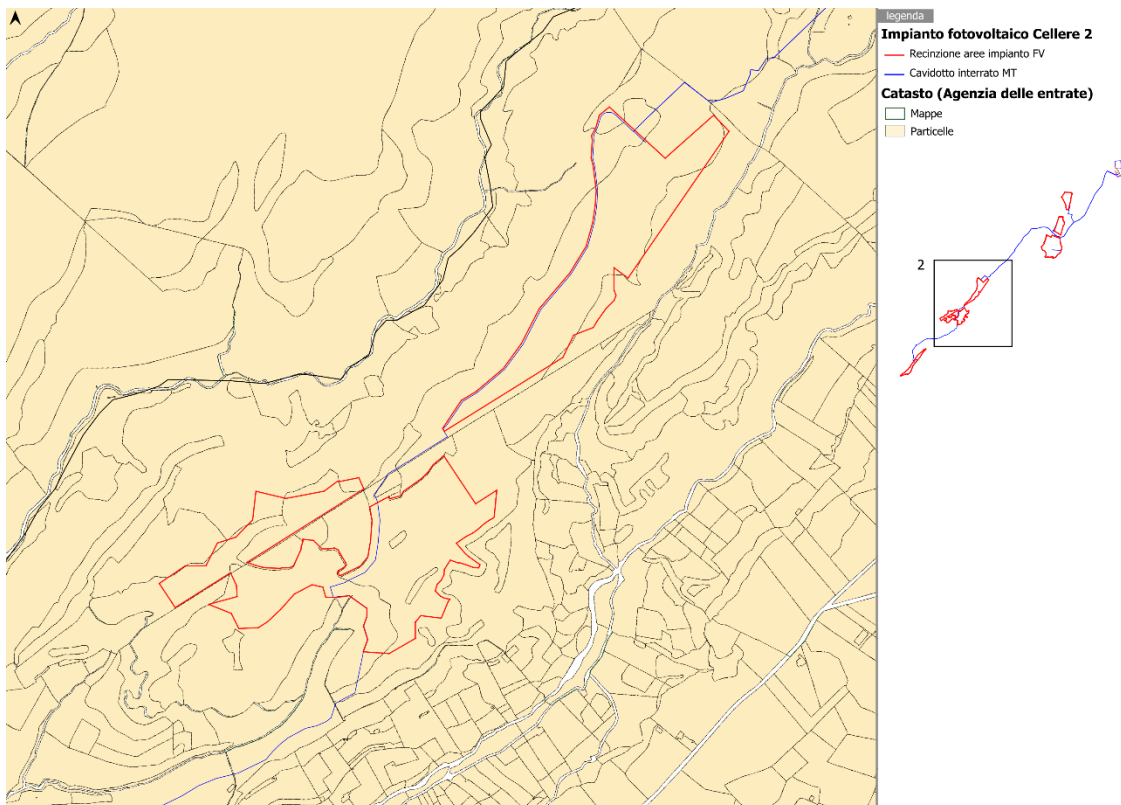 legenda
Impianto fotovoltaico Cellere 2
Recinzione aree impianto FV
Cavidotto interrato MT
Catasto (Agenzia delle entrate)
Mappe
Particelle
2